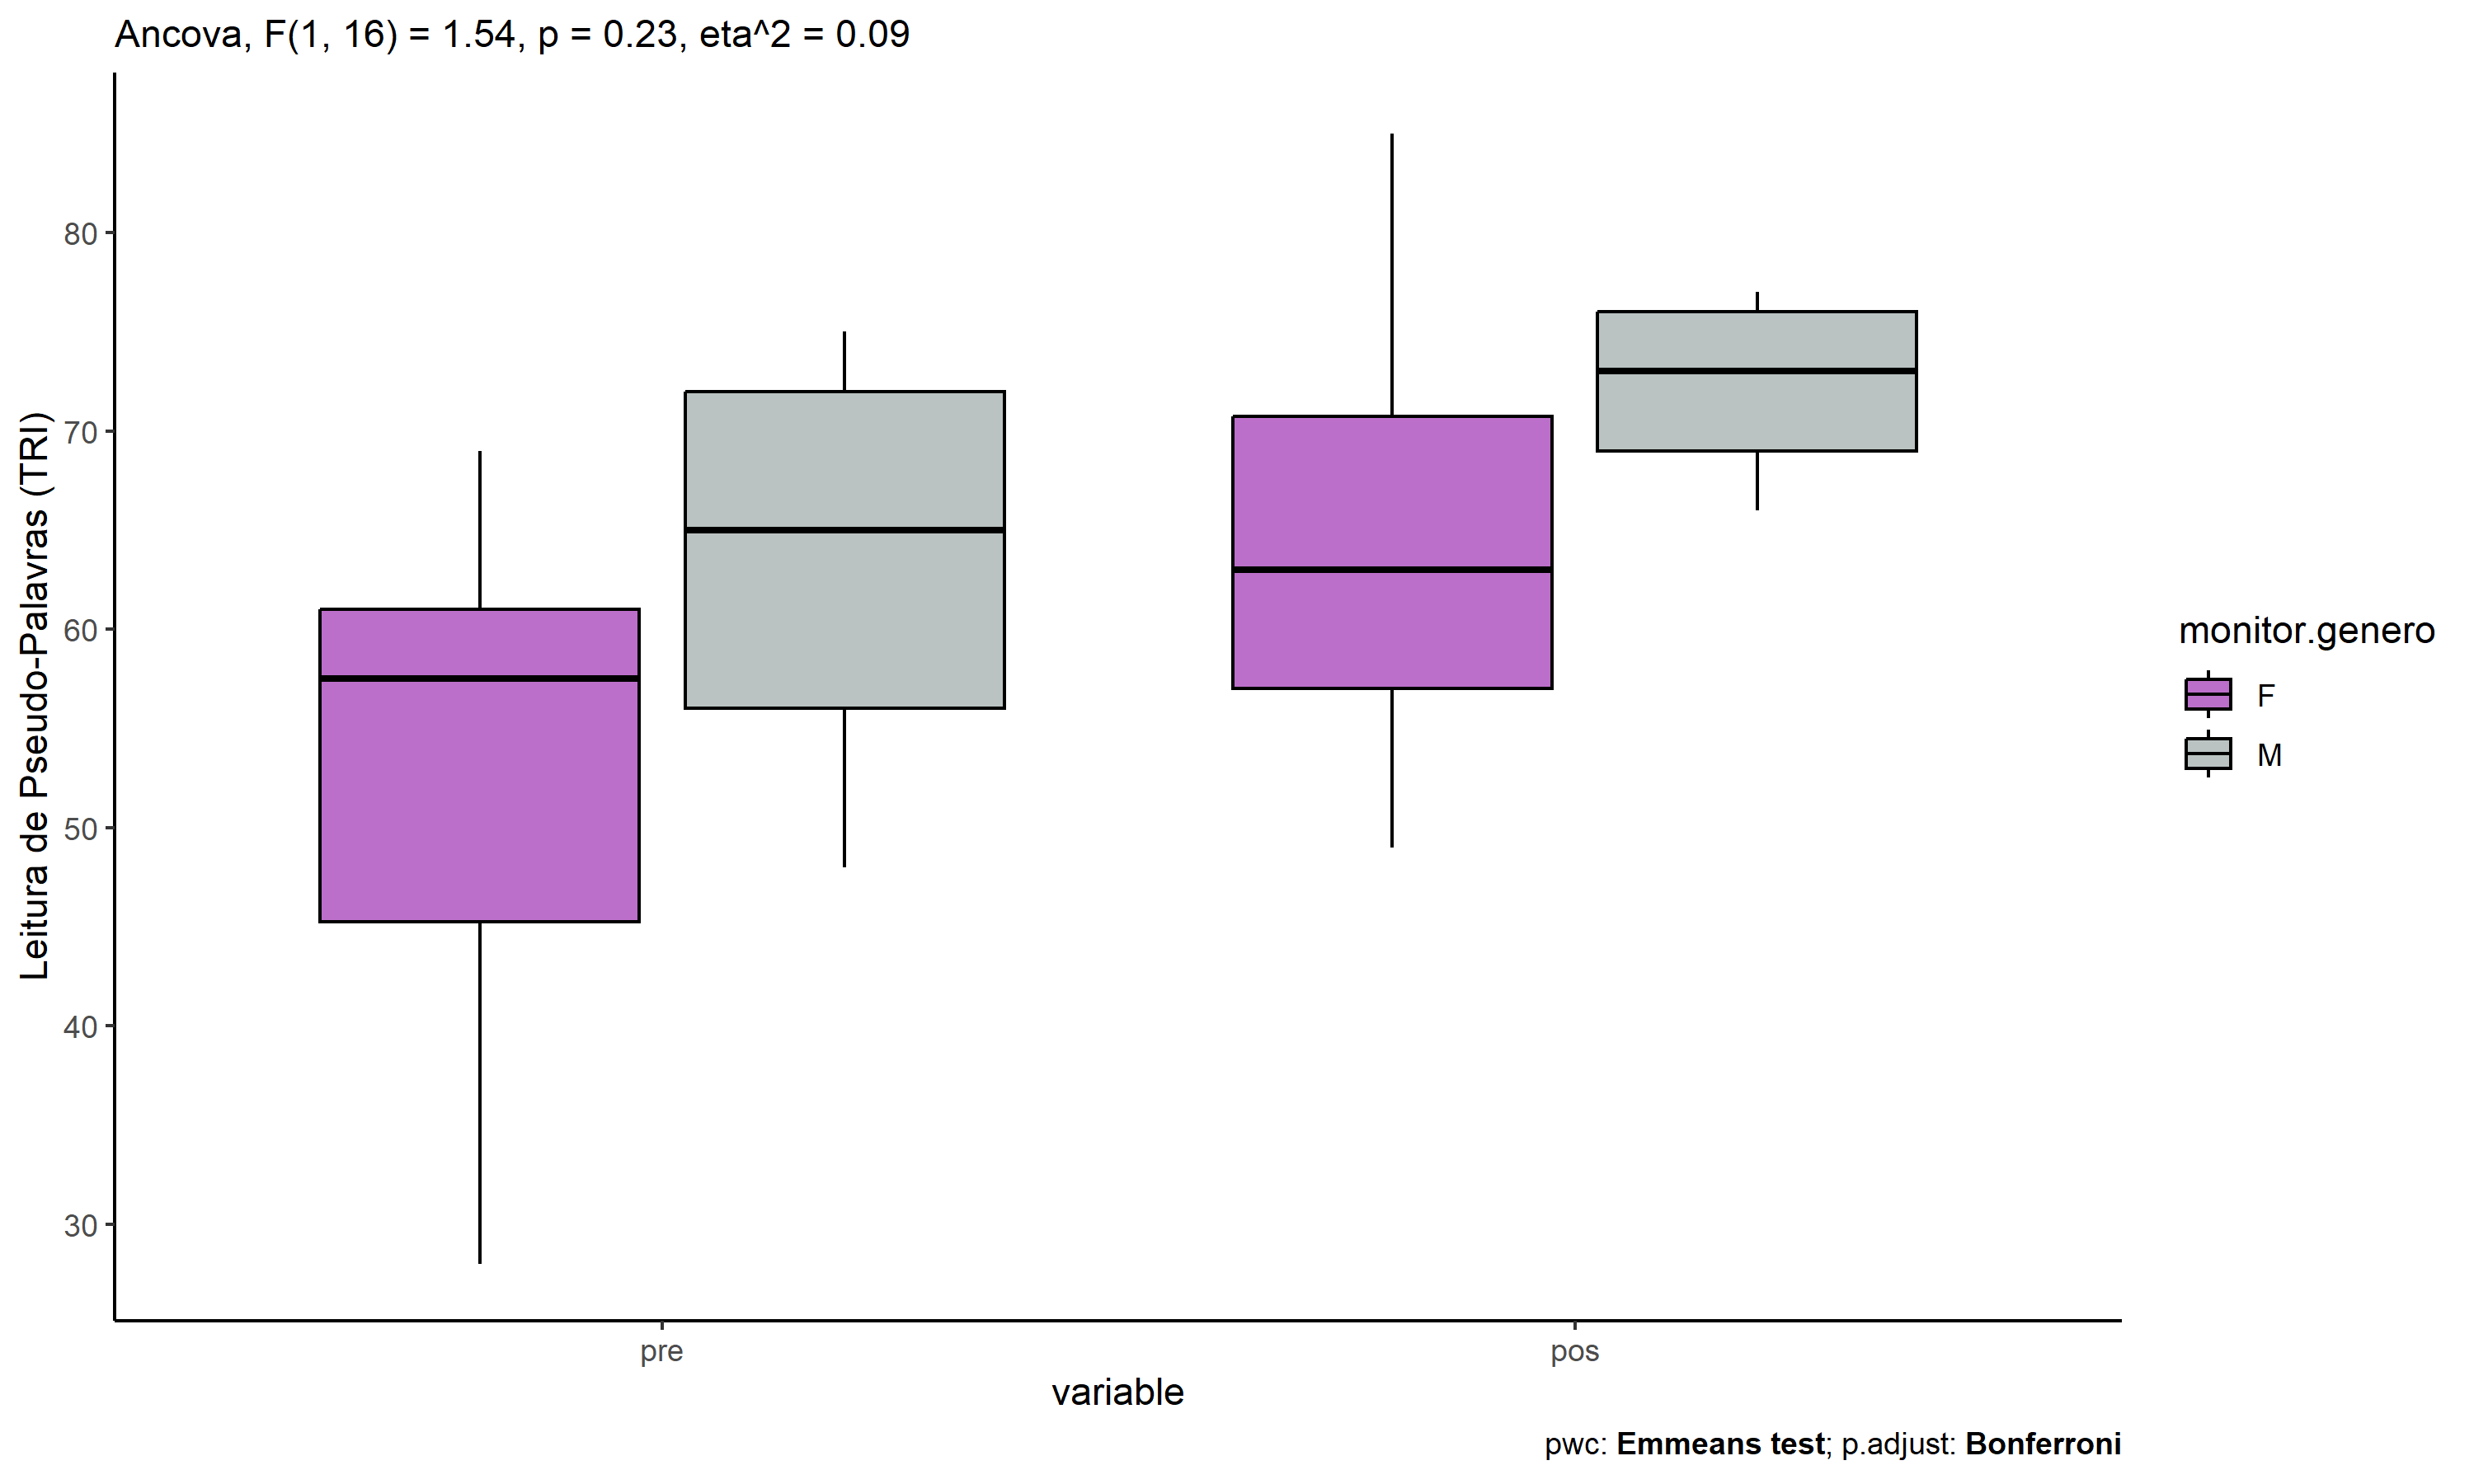 Ancova, F(1, 16) = 1.54, p = 0.23, eta^2 = 0.09
Leitura de Pseudo-Palavras (TRI)
80
70
60
50
40
30
pre
pos
variable
monitor.genero
F
M
pwc: Emmeans test; p.adjust: Bonferroni